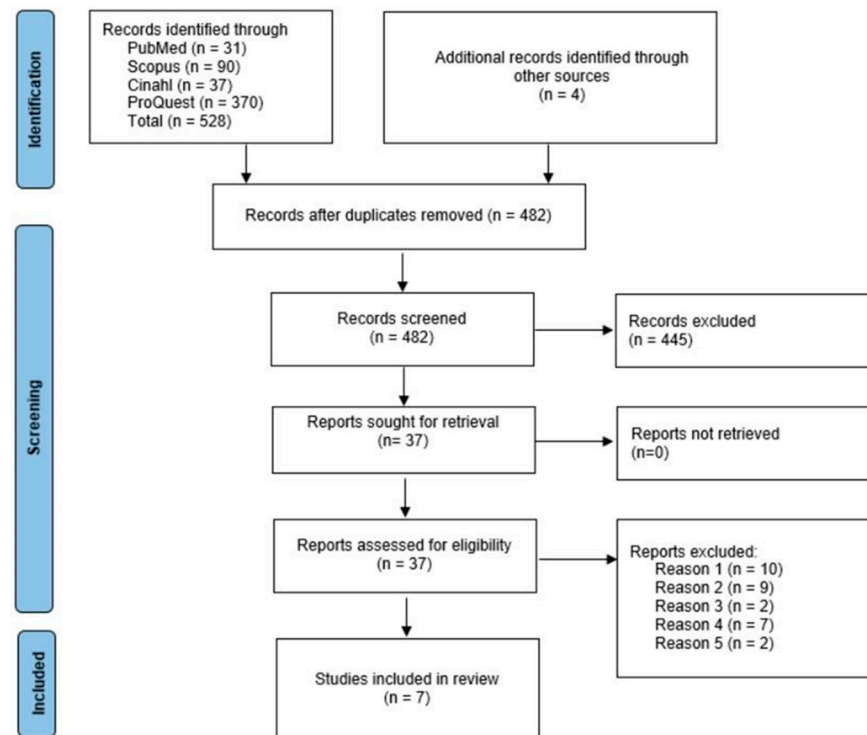 Identification
Records identified through
PubMed (n = 31)
Scopus (n = 90)
Cinahl (n = 37)
ProQuest (n = 370)
Total (n = 528)
Additional records identified through
other sources
(n = 4)
Records after duplicates removed (n = 482)
Screening
Records screened
(n = 482)
Records excluded
(n = 445)
Reports sought for retrieval
(n= 37)
Reports not retrieved
(n=0)
Reports assessed for eligibility
(n = 37)
Reports excluded:
Reason 1 (n = 10)
Reason 2 (n = 9)
Reason 3 (n = 2)
Reason 4 (n = 7)
Reason 5 (n = 2)
Included
Studies included in review
(n = 7)